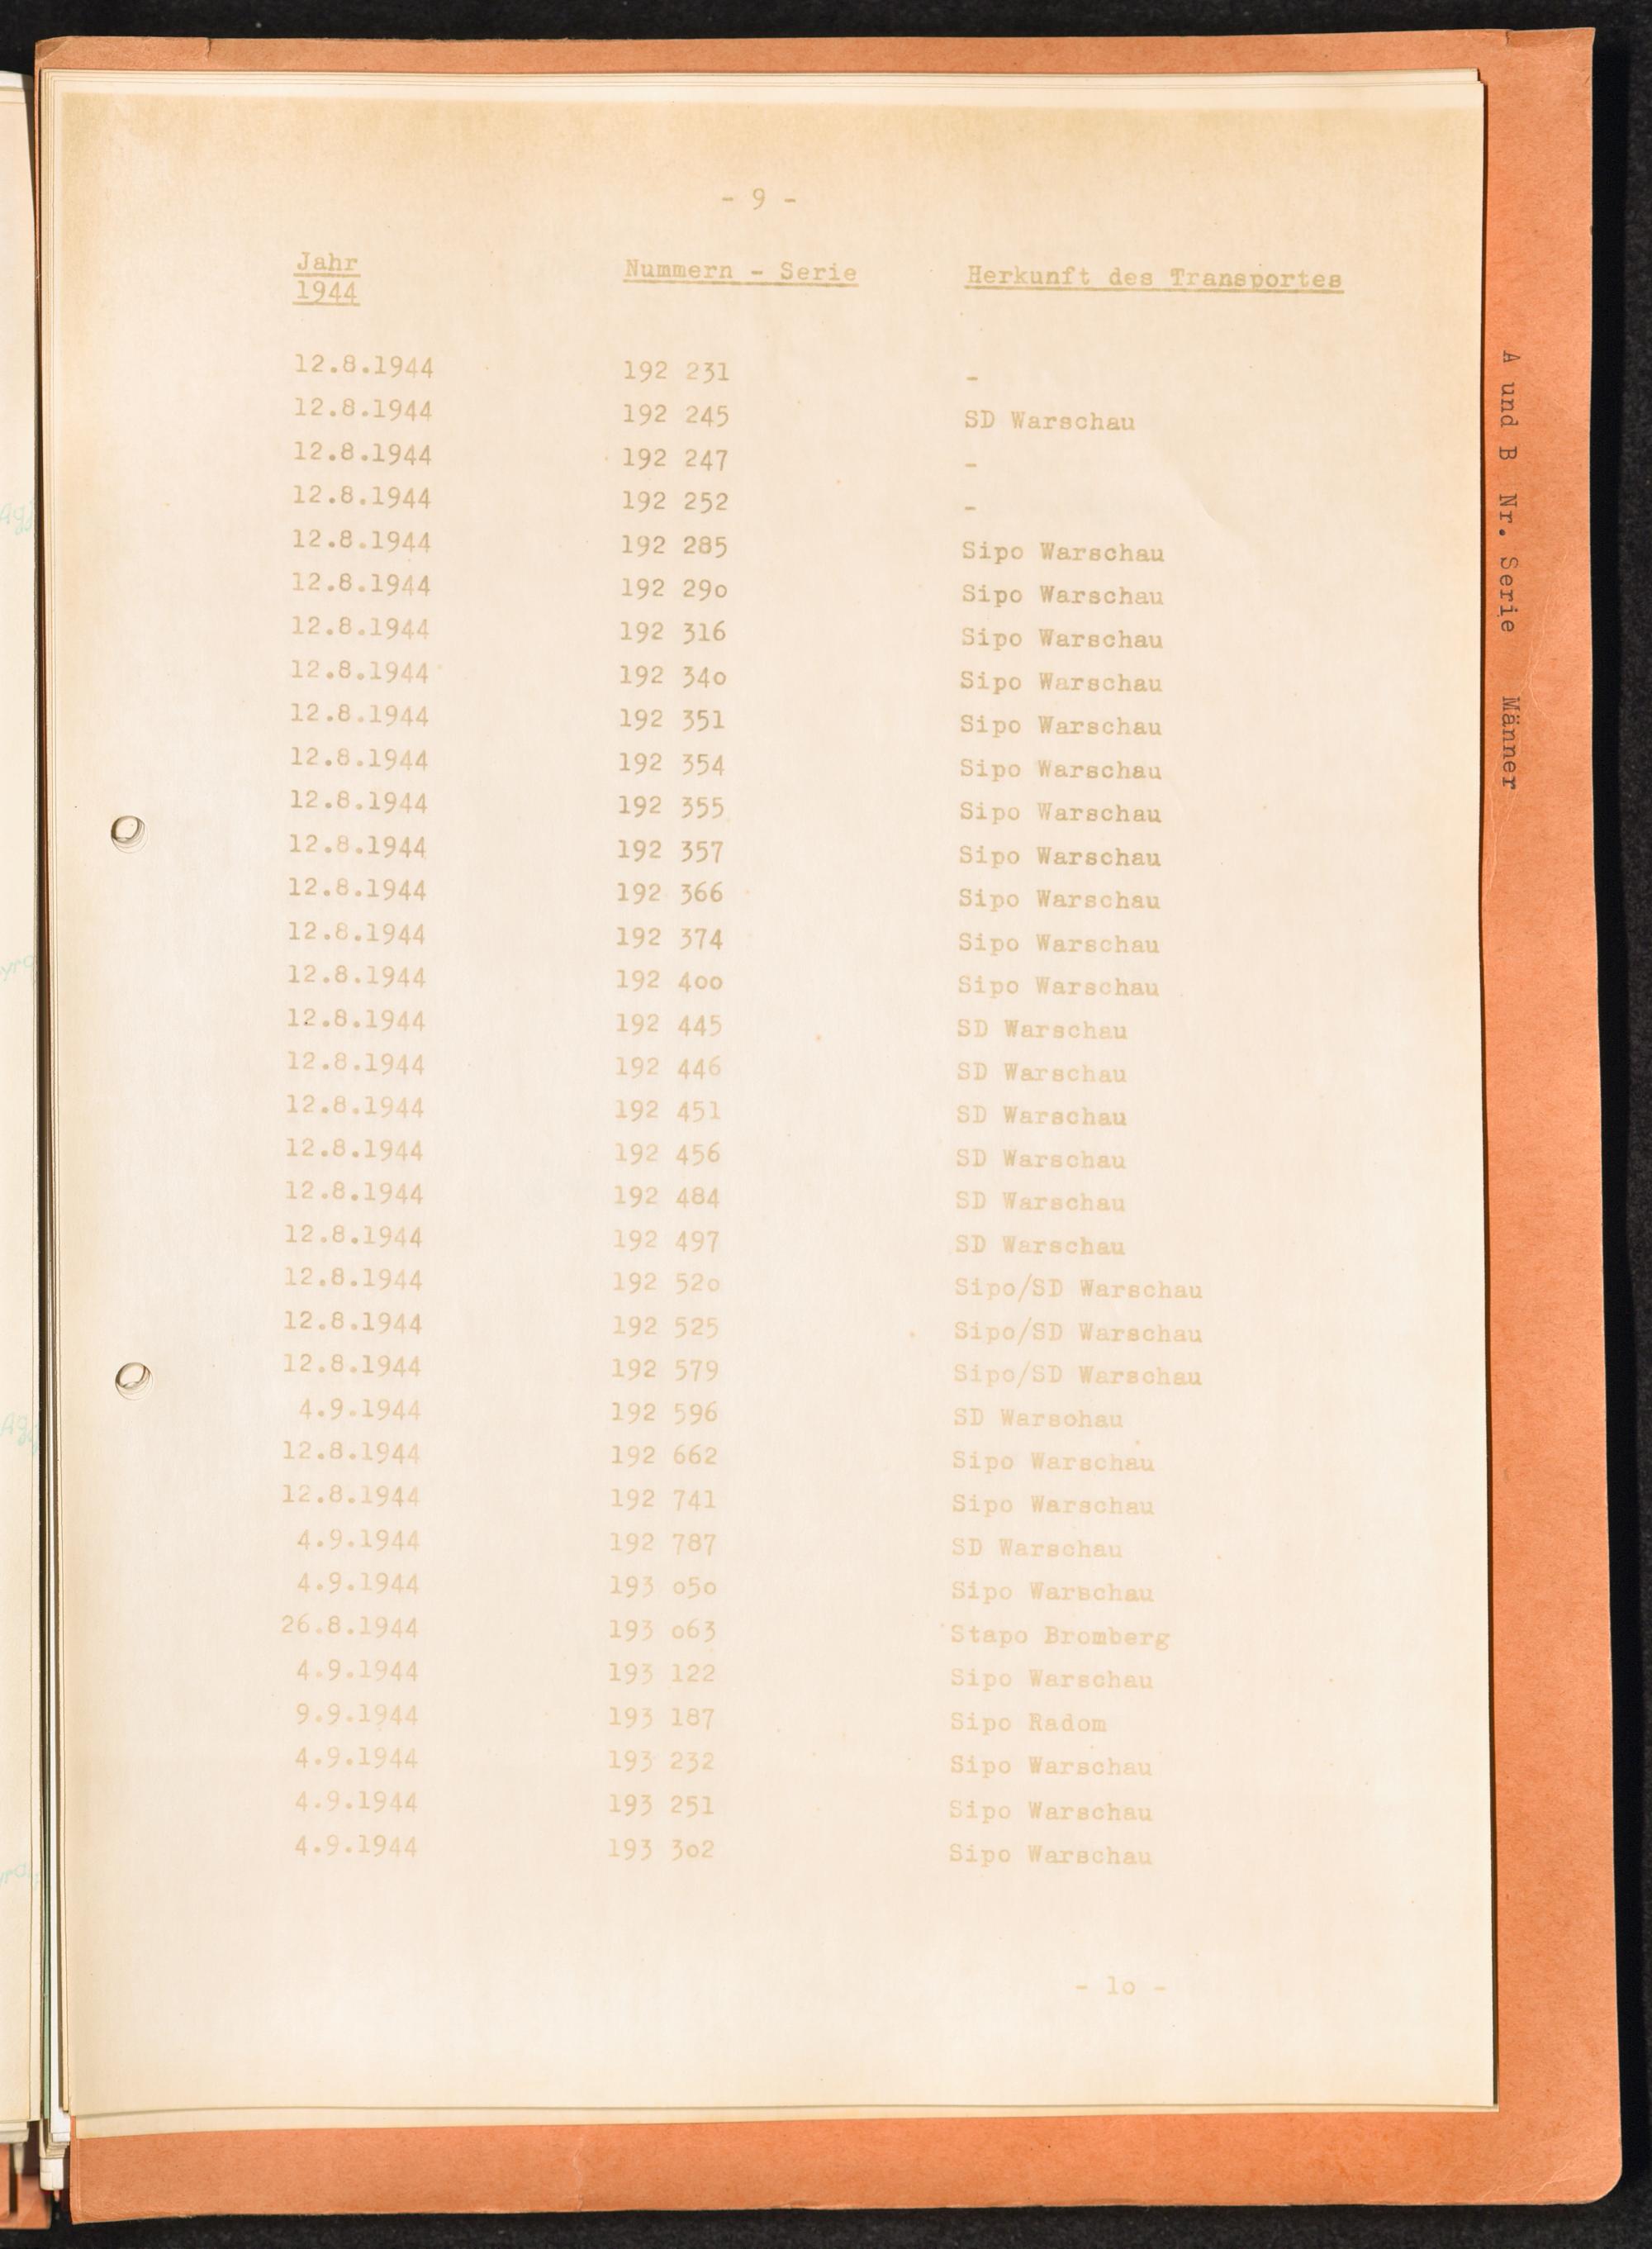 - 9 -
Jahr
1944
Nummern - Serie
Herkunft des Transportes
12.8.1944 192 231 -
12.8.1944 192 245 SD Warschau
12.8.1944 192 247 -
12.8.1944 192 252 -
12.8.1944 192 285 Sipo Warschau
12.8.1944 192 29o Sipo Warschau
12.8.1944 192 316 Sipo Warschau
12.8.1944 192 34o Sipo Warschau
12.8.1944 192 351 Sipo Warschau
12.8.1944 192 354 Sipo Warschau
12.8.1944 192 355 Sipo Warschau
12.8.1944 192 357 Sipo Warschau
12.8.1944 192 366 Sipo Warschau
12.8.1944 192 374 Sipo Warschau
12.8.1944 192 4oo Sipo Warschau
12.8.1944 192 445 SD Warschau
12.8.1944 192 446 SD Warschau
12.8.1944 192 451 SD Warschau
12.8.1944 192 456 SD Warschau
12.8.1944 192 484 SD Warschau
12.8.1944 192 497 SD Warschau
12.8.1944 192 52o Sipo/SD Warschau
12.8.1944 192 525 Sipo/SD Warschau
12.8.1944 192 579 Sipo/SD Warschau
4.9.1944 192 596 SD Warschau
12.8.1944 192 662 Sipo Warschau
12.8.1944 192 741 Sipo Warschau
4.9.1944 192 787 SD Warschau
4.9.1944 193 o5o Sipo Warschau
26.8.1944 193 o63 Stapo Bromberg
4.9.1944 193 122 Sipo Warschau
9.9.1944 193 187 Sipo Radom
4.9.1944 193 232 Sipo Warschau
4.9.1944 193 251 Sipo Warschau
4.9.1944 193 3o2 Sipo Warschau
- 1o -
A und B Nr. Serie Männer